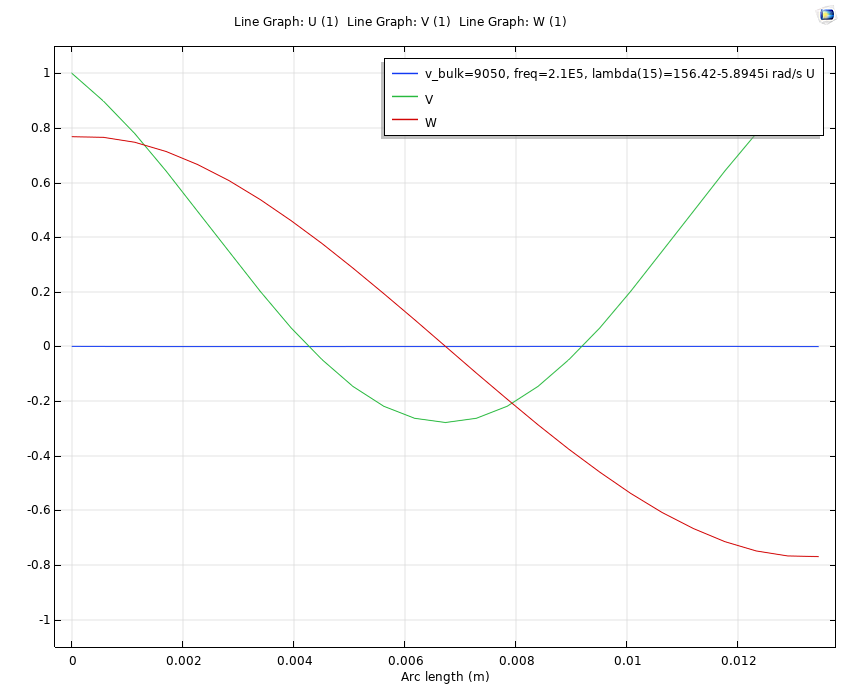 Line Graph: U (1)  Line Graph: V (1)  Line Graph: W (1)
v_bulk=9050, freq=2.1E5, lambda(15)=156.42-5.8945i rad/s U
V
W
1
0.8
0.6
0.4
0.2
0
-0.2
-0.4
-0.6
-0.8
-1
0 0.002 0.004 0.006 0.008 0.01 0.012
Arc length (m)